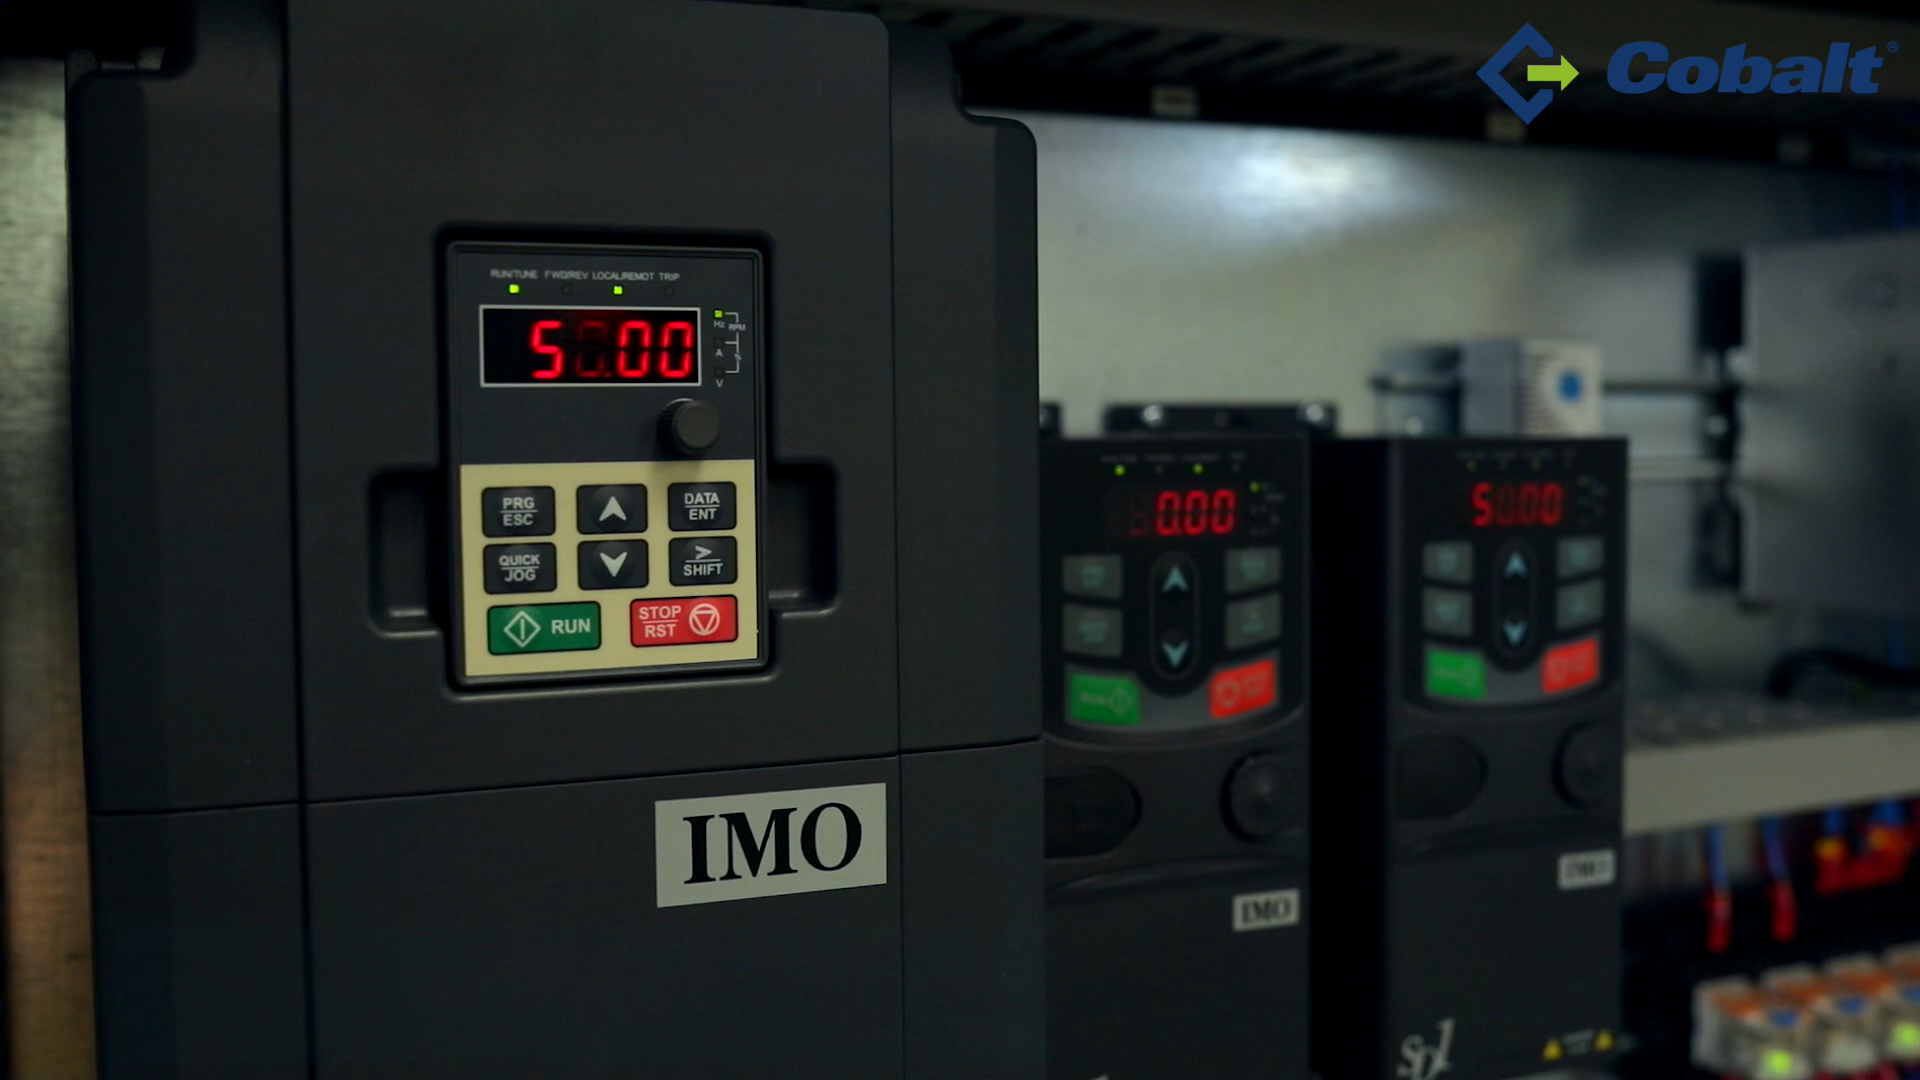 Cobalt®
RUN/TUNE FWD/REV LOCAL/REMOT TRIP
50.00
Hz
RPM
A
%
V
PRG
ESC
DATA
ENT
QUICK
JOG
>
SHIFT
RUN
STOP
RST
IMO
0.00
50.00
IMO
IMO